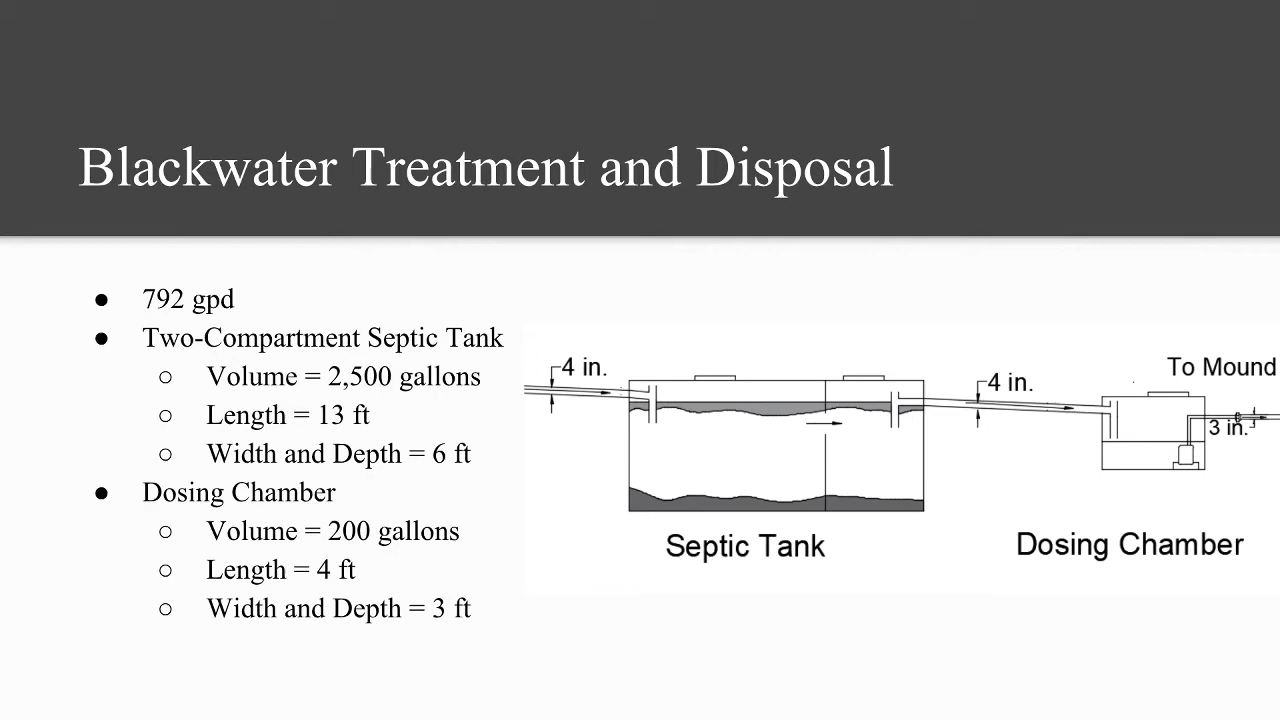 Blackwater Treatment and Disposal
● 792 gpd
● Two-Compartment Septic Tank
○ Volume = 2,500 gallons
○ Length = 13 ft
○ Width and Depth = 6 ft
● Dosing Chamber
○ Volume = 200 gallons
○ Length = 4 ft
○ Width and Depth = 3 ft
4 in.
4 in.
To Mound
3 in.
Septic Tank
Dosing Chamber